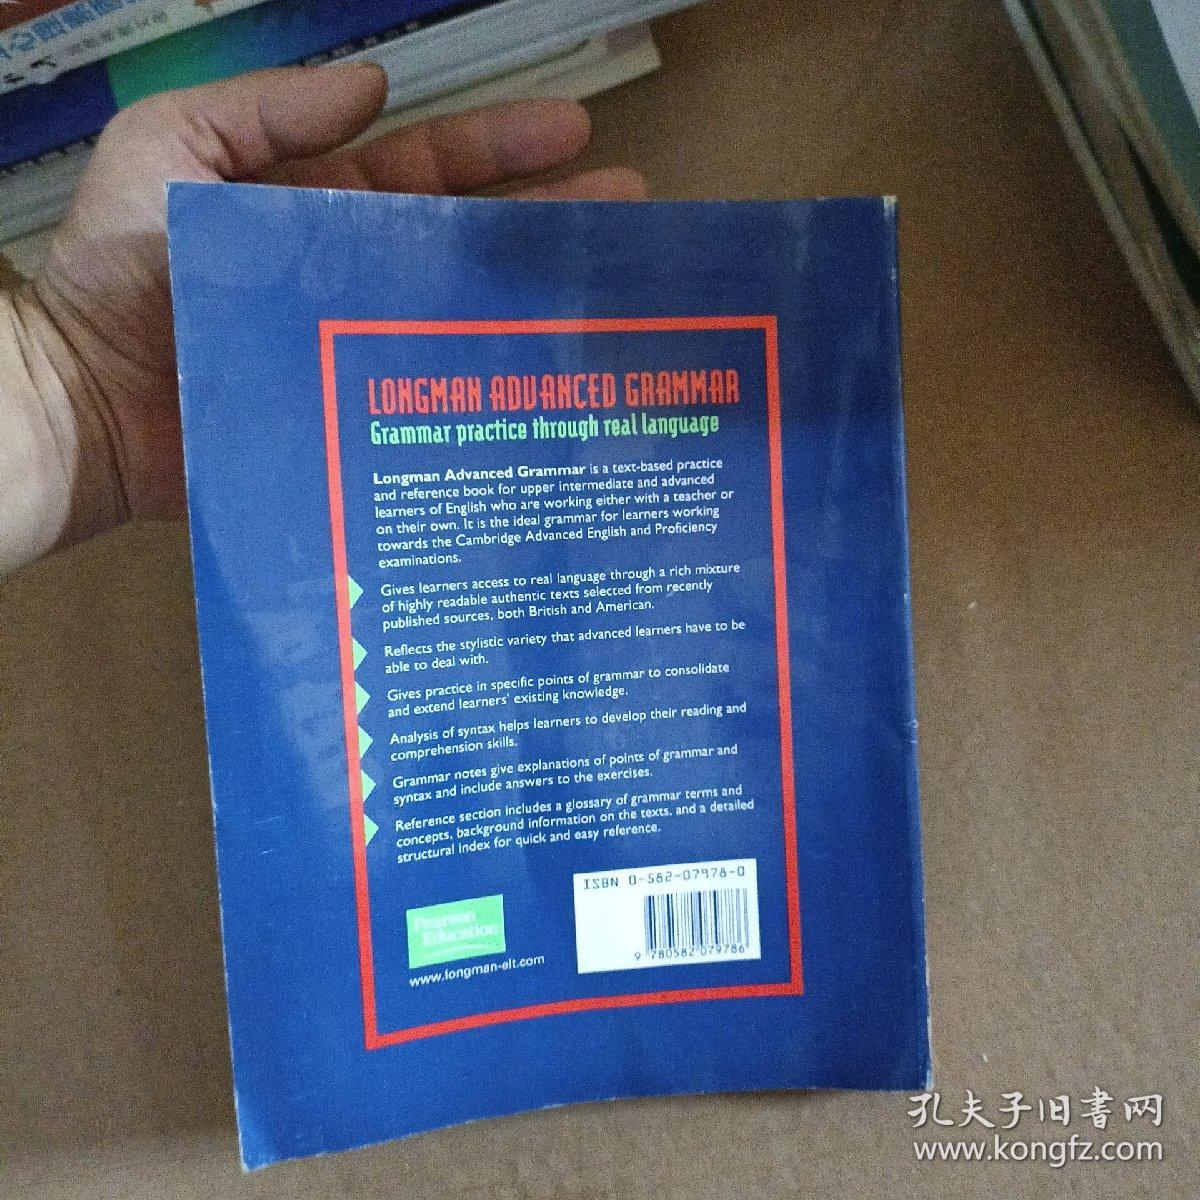 LONGMAN ADVANCED GRAMMAR
Grammar practice through real language
Longman Advanced Grammar is a text-based practice
and reference book for upper intermediate and advanced
learners of English who are working either with a teacher or
on their own. It is the ideal grammar for learners working
towards the Cambridge Advanced English and Proficiency
examinations.
Gives learners access to real language through a rich mixture
of highly readable authentic texts selected from recently
published sources, both British and American.
Reflects the stylistic variety that advanced learners have to be
able to deal with.
Gives practice in specific points of grammar to consolidate
and extend learners' existing knowledge.
Analysis of syntax helps learners to develop their reading and
comprehension skills.
Grammar notes give explanations of points of grammar and
syntax and include answers to the exercises.
Reference section includes a glossary of grammar terms and
concepts, background information on the texts, and a detailed
structural index for quick and easy reference.
Pearson
Education
www.longman-elt.com
ISBN 0-582-07978-0
9 780582 079786
孔夫子旧書网
www.kongfz.com